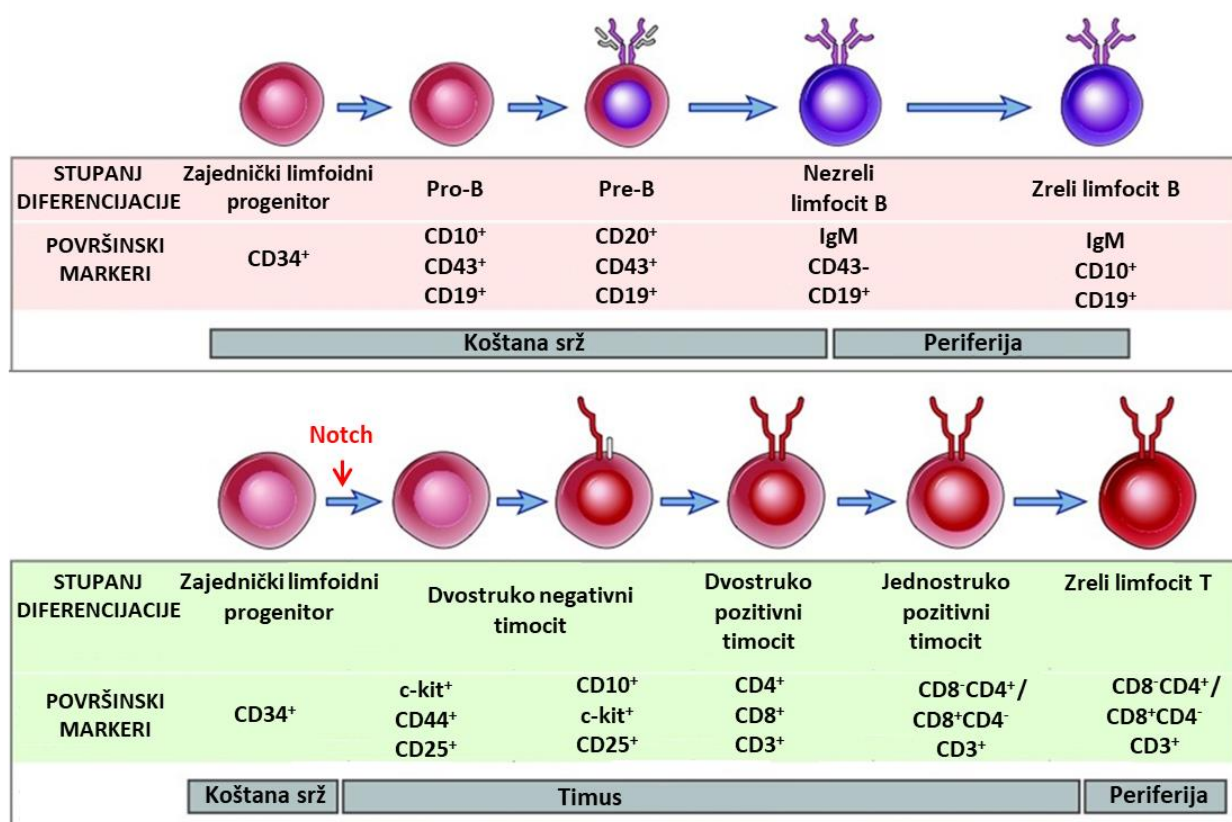 STUPANJ DIFERENCIJACIJE
Zajednički limfoidni progenitor
Pro-B
Pre-B
Nezreli limfocit B
Zreli limfocit B
POVRŠINSKI MARKERI
CD34⁺
CD10⁺
CD43⁺
CD19⁺
CD20⁺
CD43⁺
CD19⁺
IgM
CD43-
CD19⁺
IgM
CD10⁺
CD19⁺
Koštana srž
Periferija
Notch
STUPANJ DIFERENCIJACIJE
Zajednički limfoidni progenitor
Dvostruko negativni timocit
Dvostruko pozitivni timocit
Jednostruko pozitivni timocit
Zreli limfocit T
POVRŠINSKI MARKERI
CD34⁺
c-kit⁺
CD44⁺
CD25⁺
CD10⁺
c-kit⁺
CD25⁺
CD4⁺
CD8⁺
CD3⁺
CD8⁻CD4⁺/
CD8⁺CD4⁻
CD3⁺
CD8⁻CD4⁺/
CD8⁺CD4⁻
CD3⁺
Koštana srž
Timus
Periferija